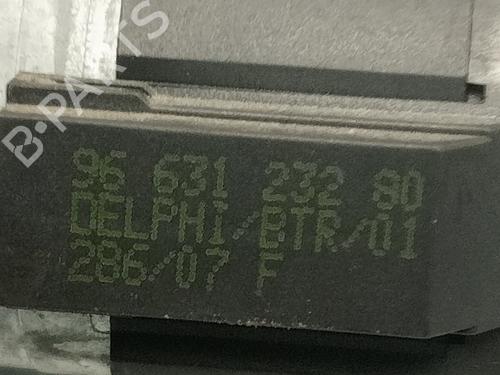 B-PARTS
96 631 232 80
DELPHi/BTR/01
286/07 F